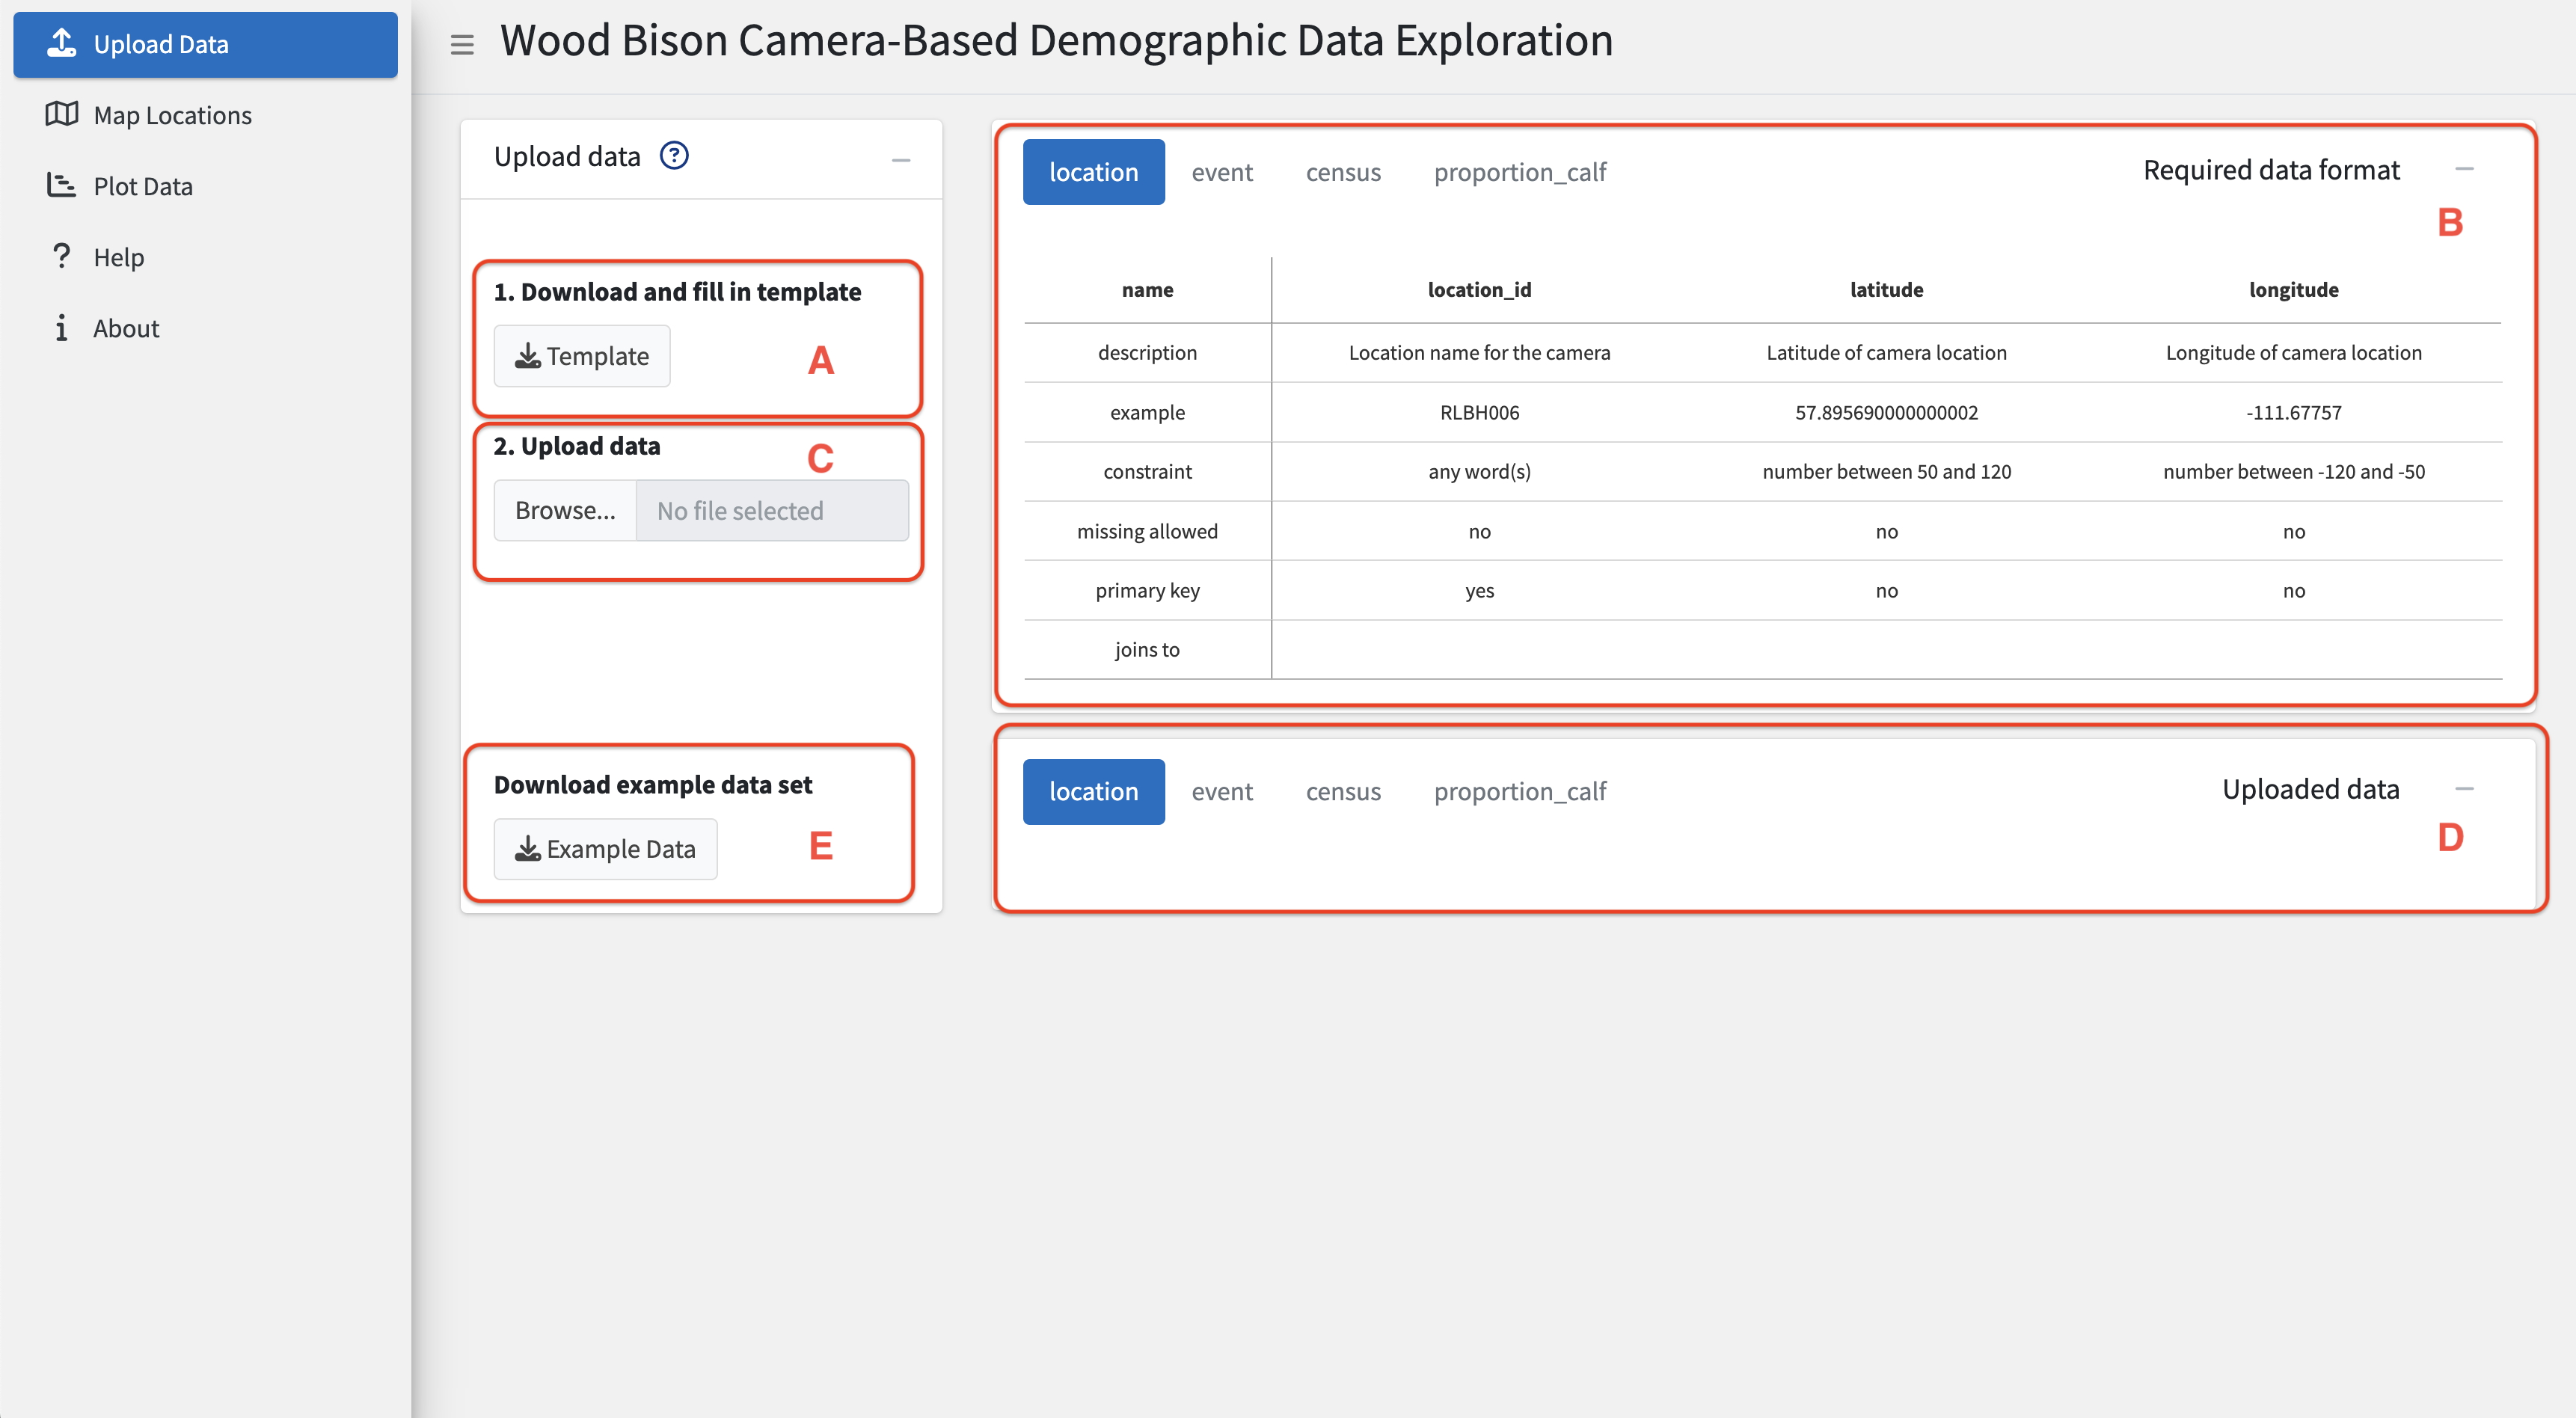 Upload Data
Map Locations
Plot Data
? Help
i About
Wood Bison Camera-Based Demographic Data Exploration
Upload data ?
1. Download and fill in template
Template
A
2. Upload data
C
Browse... No file selected
Download example data set
Example Data
E
location event census proportion_calf Required data format
B
name location_id latitude longitude
description Location name for the camera Latitude of camera location Longitude of camera location
example RLBH006 57.895690000000002 -111.67757
constraint any word(s) number between 50 and 120 number between -120 and -50
missing allowed no no no
primary key yes no no
joins to
location event census proportion_calf Uploaded data
D